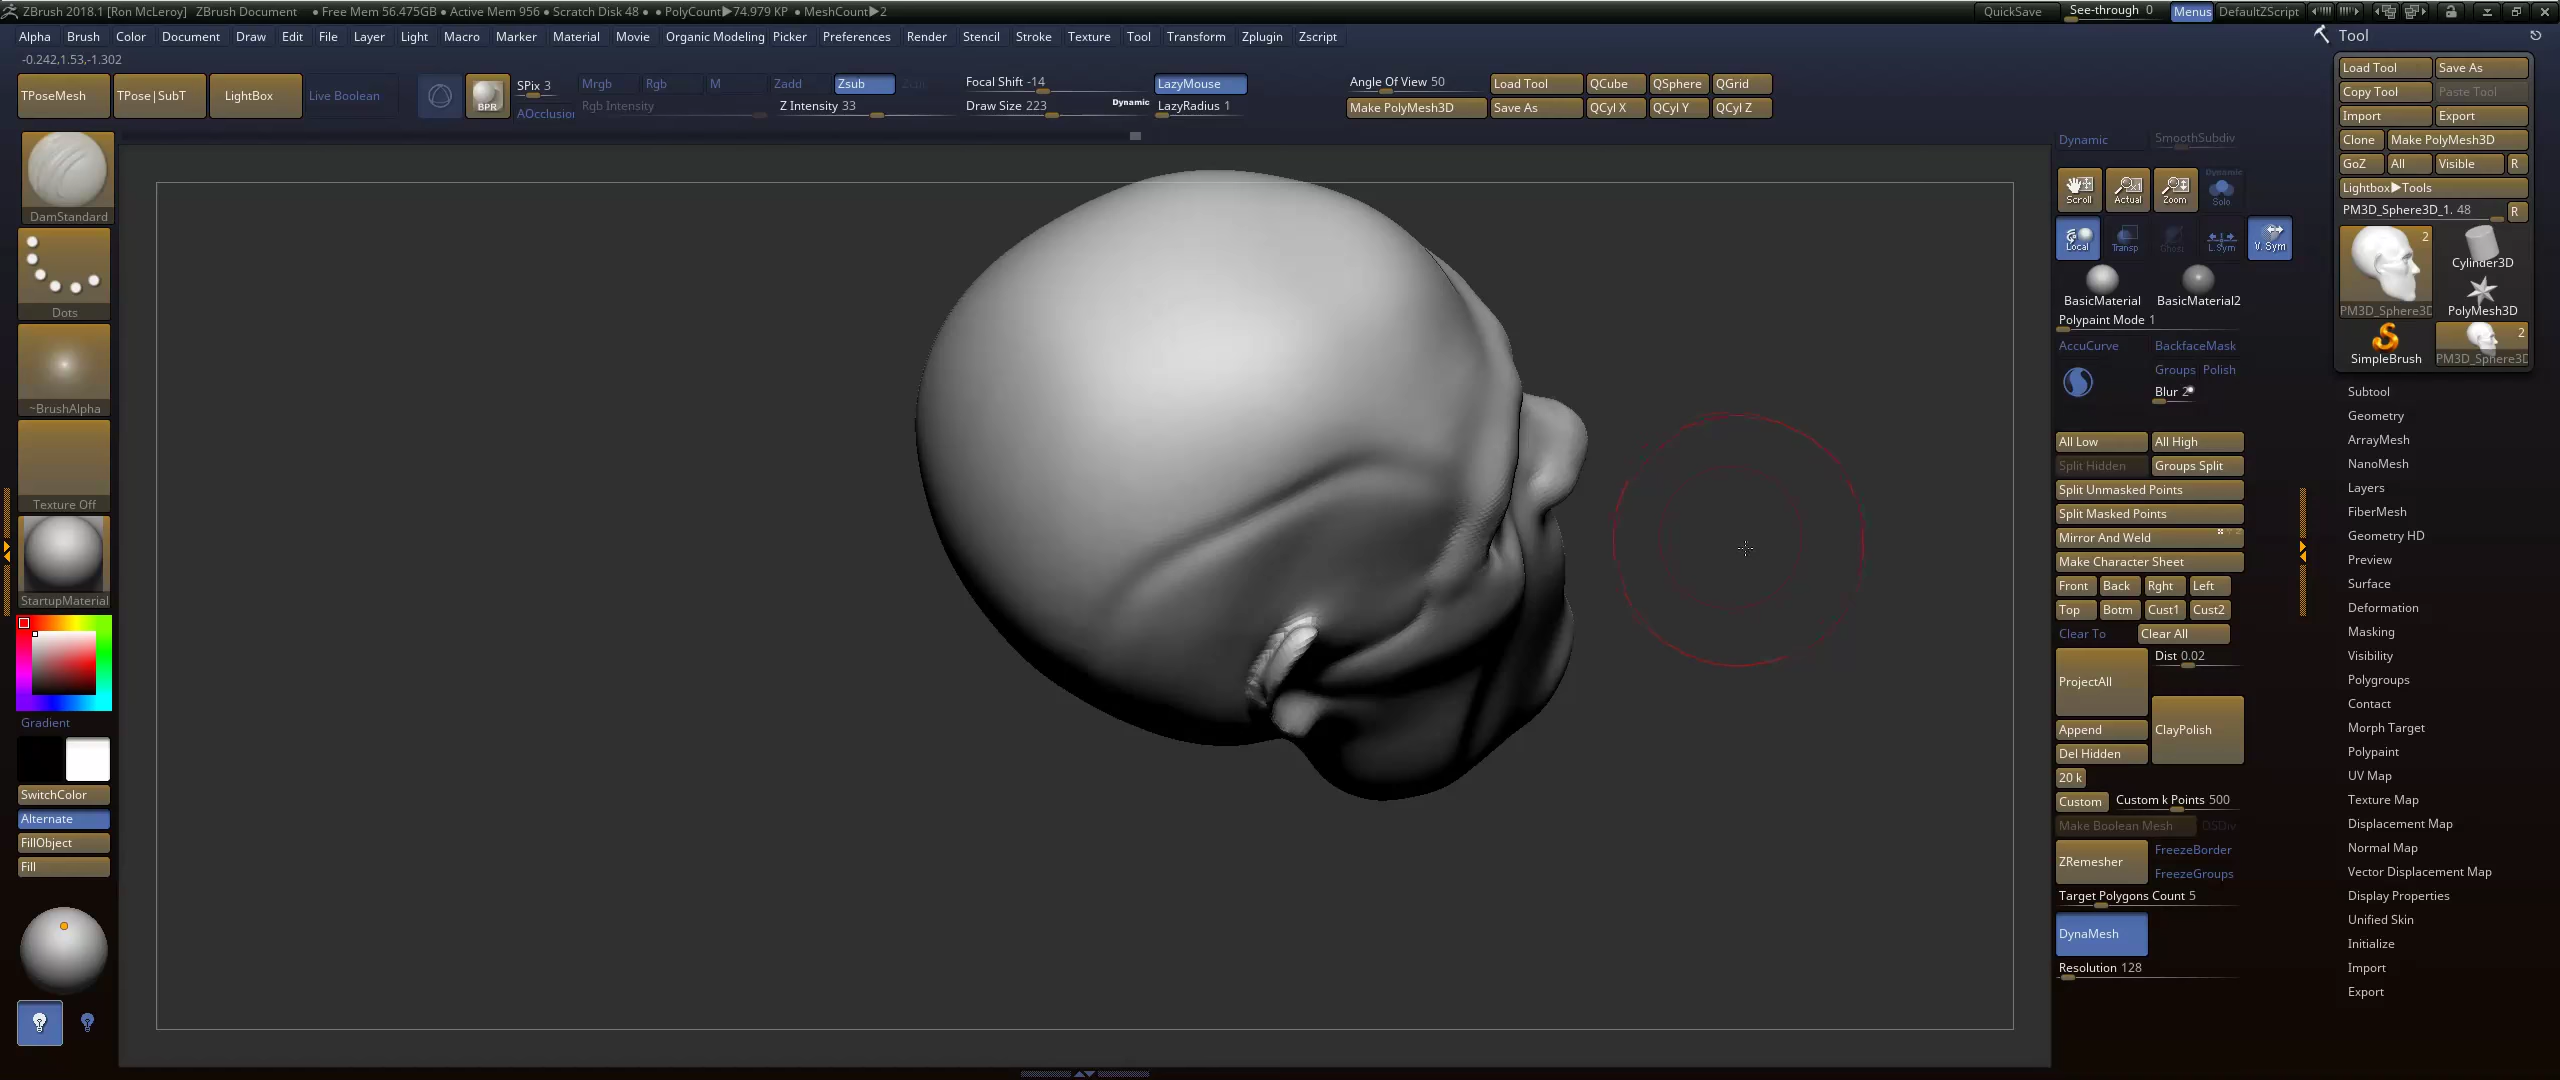 ZBrush 2018.1 [Ron McLeroy] ZBrush Document • Free Mem 56.475GB • Active Mem 956 • Scratch Disk 48 • • PolyCount▶74.979 KP • MeshCount▶2 QuickSave See-through 0 Menus DefaultZScript
Alpha Brush Color Document Draw Edit File Layer Light Macro Marker Material Movie Organic Modeling Picker Preferences Render Stencil Stroke Texture Tool Transform Zplugin Zscript
-0.242,1.53,-1.302
TPoseMesh TPose|SubT LightBox Live Boolean
BPR
SPix 3
AOcclusion
Mrgb Rgb M Zadd Zsub
Rgb Intensity Z Intensity 33
Focal Shift -14
Draw Size 223 Dynamic
LazyMouse
LazyRadius 1
Angle Of View 50 Load Tool QCube QSphere QGrid
Make PolyMesh3D Save As QCyl X QCyl Y QCyl Z
DamStandard
Dots
~BrushAlpha
Texture Off
StartupMaterial
Gradient
SwitchColor
Alternate
FillObject
Fill
Dynamic SmoothSubdiv
Scroll Actual Zoom Dynamic Solo
Local Transp Ghost L.Sym V. Sym
BasicMaterial BasicMaterial2
Polypaint Mode 1
AccuCurve BackfaceMask
Groups Polish
Blur 2
All Low All High
Split Hidden Groups Split
Split Unmasked Points
Split Masked Points
Mirror And Weld
Make Character Sheet
Front Back Rght Left
Top Botm Cust1 Cust2
Clear To Clear All
ProjectAll Dist 0.02
Append ClayPolish
Del Hidden
20 k
Custom Custom k Points 500
Make Boolean Mesh DSDiv
ZRemesher FreezeBorder
FreezeGroups
Target Polygons Count 5
DynaMesh
Resolution 128
Tool
Load Tool Save As
Copy Tool Paste Tool
Import Export
Clone Make PolyMesh3D
GoZ All Visible R
Lightbox▶Tools
PM3D_Sphere3D_1. 48 R
2
Cylinder3D
PM3D_Sphere3D PolyMesh3D
2
SimpleBrush PM3D_Sphere3D
Subtool
Geometry
ArrayMesh
NanoMesh
Layers
FiberMesh
Geometry HD
Preview
Surface
Deformation
Masking
Visibility
Polygroups
Contact
Morph Target
Polypaint
UV Map
Texture Map
Displacement Map
Normal Map
Vector Displacement Map
Display Properties
Unified Skin
Initialize
Import
Export